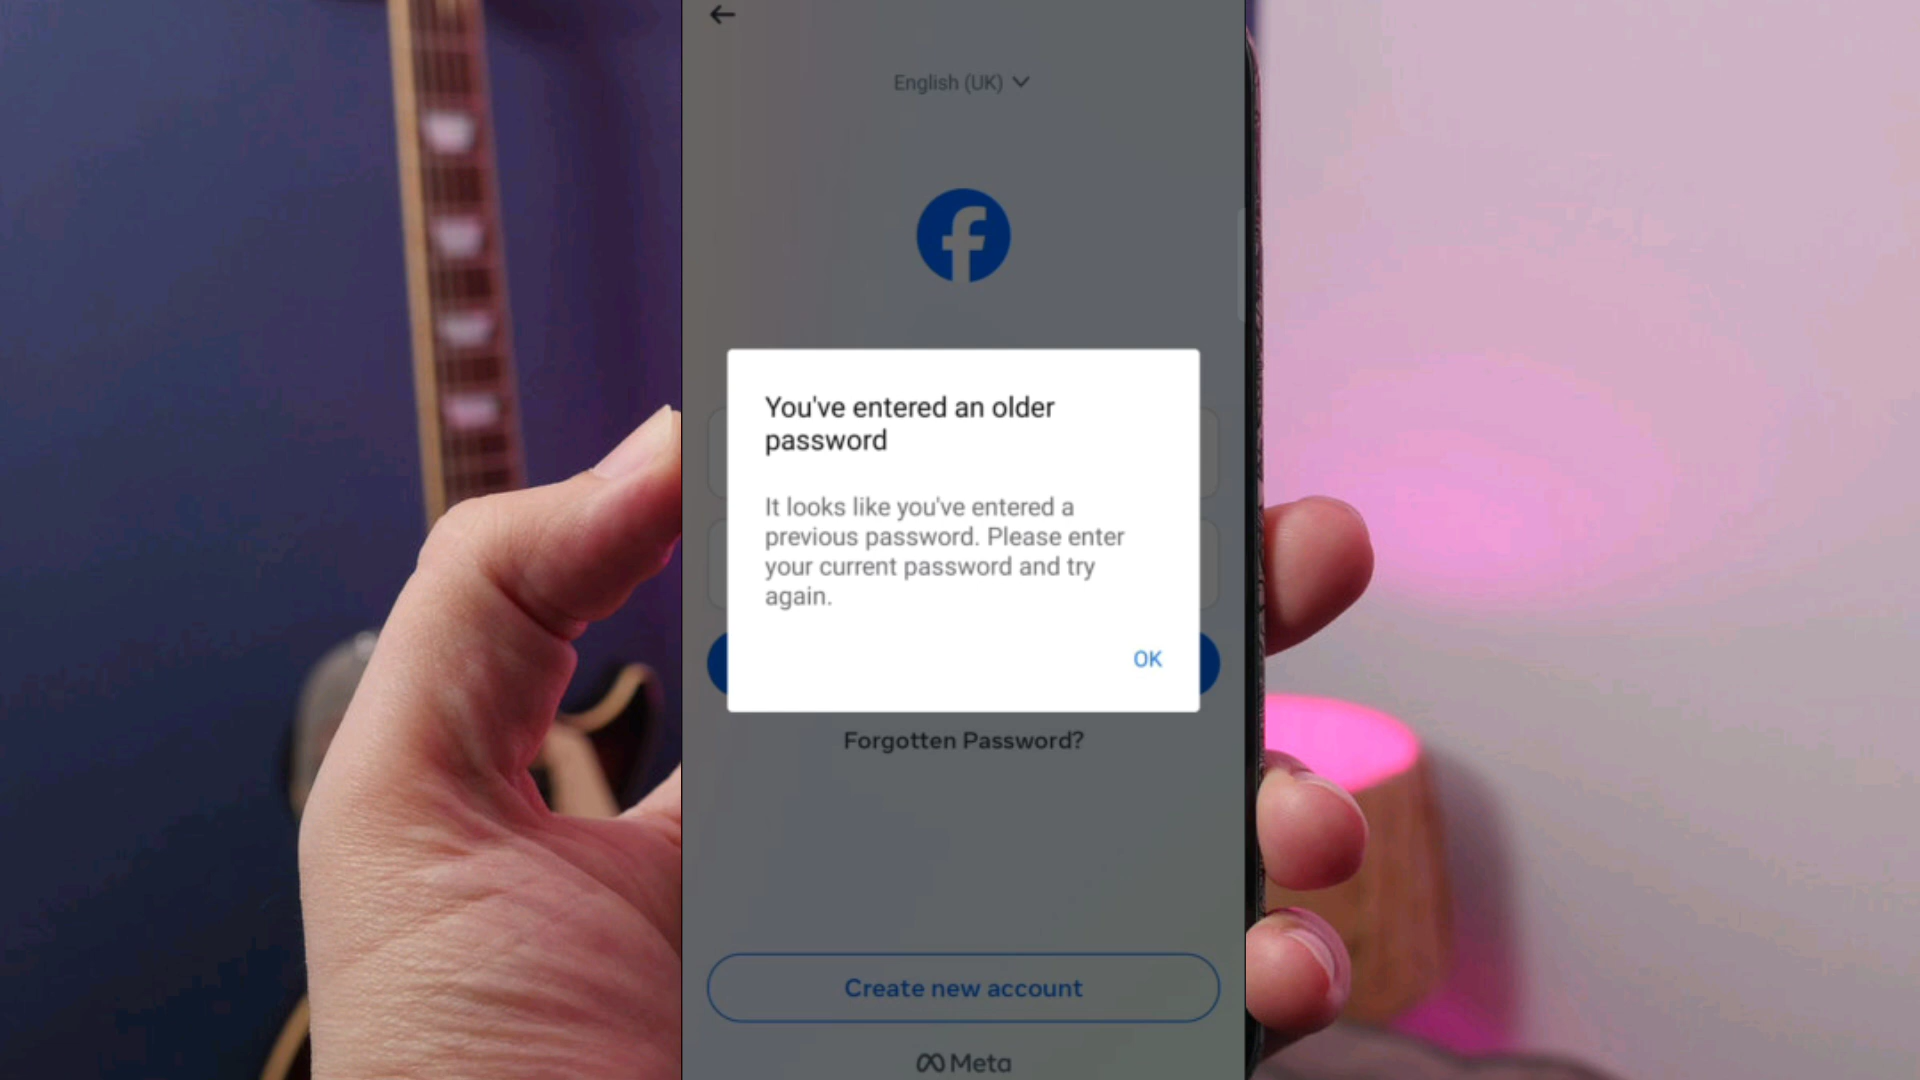 English (UK)
You've entered an older
password
It looks like you've entered a
previous password. Please enter
your current password and try
again.
OK
Forgotten Password?
Create new account
Meta